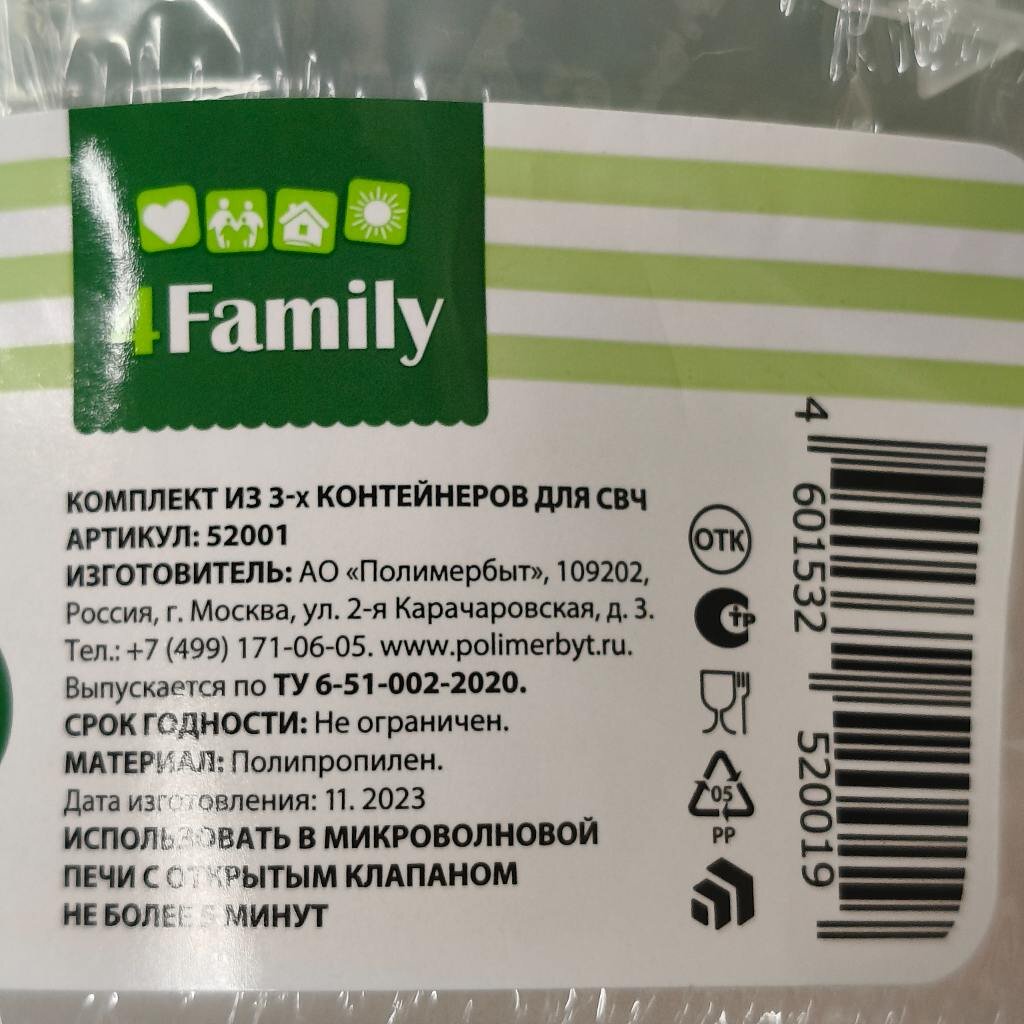 4Family
КОМПЛЕКТ ИЗ 3-х КОНТЕЙНЕРОВ ДЛЯ СВЧ
АРТИКУЛ: 52001
ИЗГОТОВИТЕЛЬ: АО «Полимербыт», 109202,
Россия, г. Москва, ул. 2-я Карачаровская, д. 3.
Тел.: +7 (499) 171-06-05. www.polimerbyt.ru.
Выпускается по ТУ 6-51-002-2020.
СРОК ГОДНОСТИ: Не ограничен.
МАТЕРИАЛ: Полипропилен.
Дата изготовления: 11. 2023
ИСПОЛЬЗОВАТЬ В МИКРОВОЛНОВОЙ
ПЕЧИ С ОТКРЫТЫМ КЛАПАНОМ
НЕ БОЛЕЕ 5 МИНУТ
ОТК
тр
05
PP
4 601532 520019